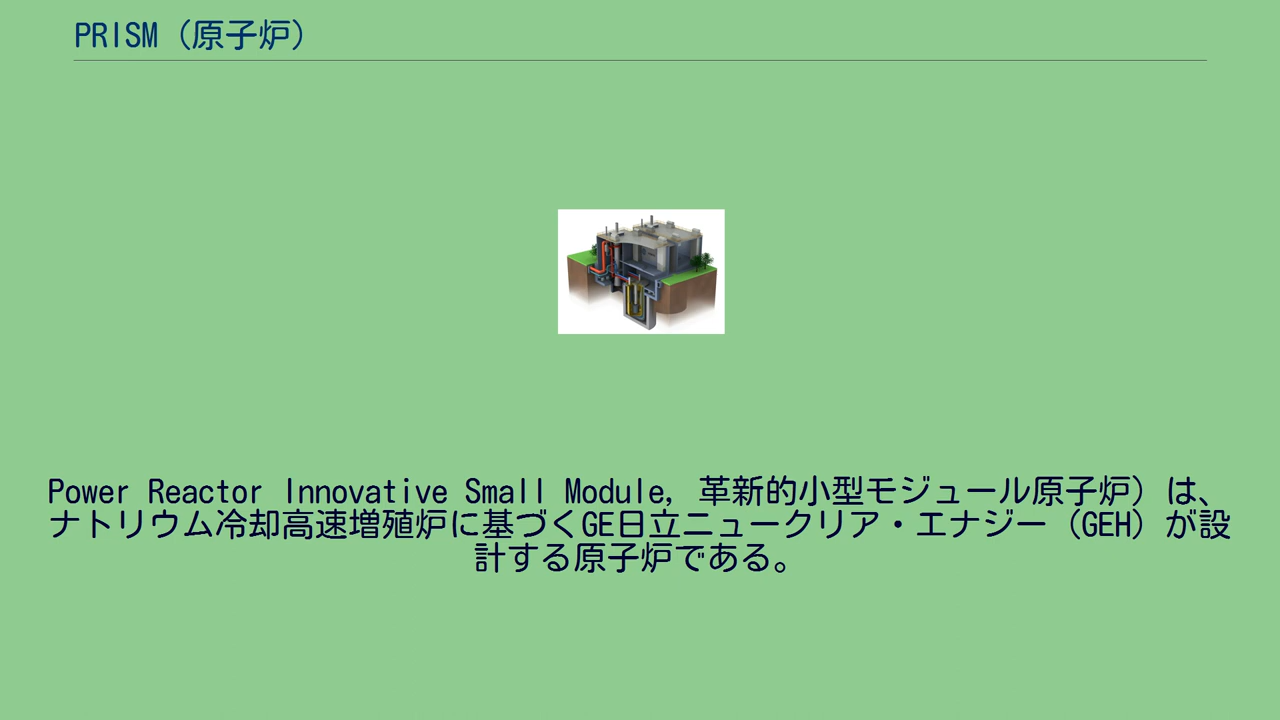 PRISM（原子炉）
Power Reactor Innovative Small Module, 革新的小型モジュール原子炉）は、
ナトリウム冷却高速増殖炉に基づくGE日立ニュークリア・エナジー（GEH）が設
計する原子炉である。